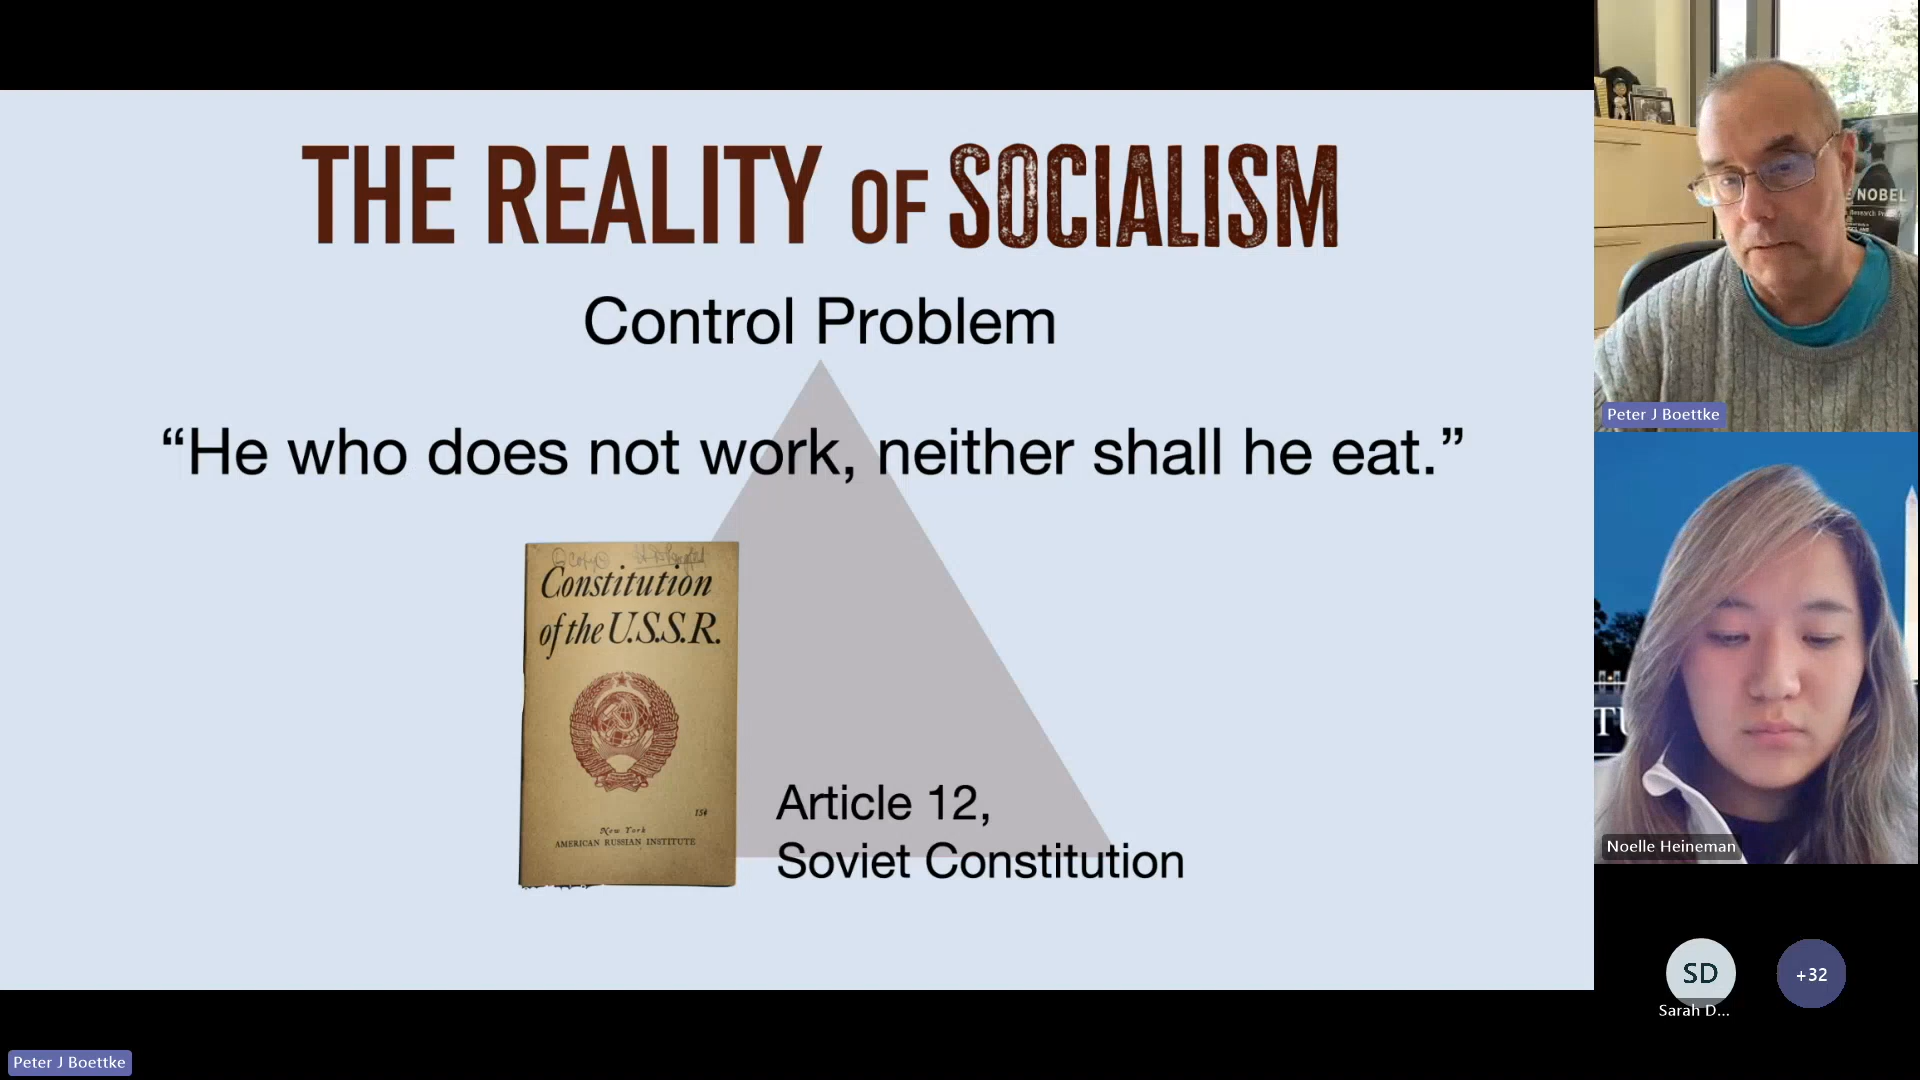 THE REALITY OF SOCIALISM
Control Problem
“He who does not work, neither shall he eat.”
Constitution
of the U.S.S.R.
15¢
New York
AMERICAN RUSSIAN INSTITUTE
Article 12,
Soviet Constitution
NOBEL
Peter J Boettke
Noelle Heineman
SD
Sarah D...
+32
Peter J Boettke